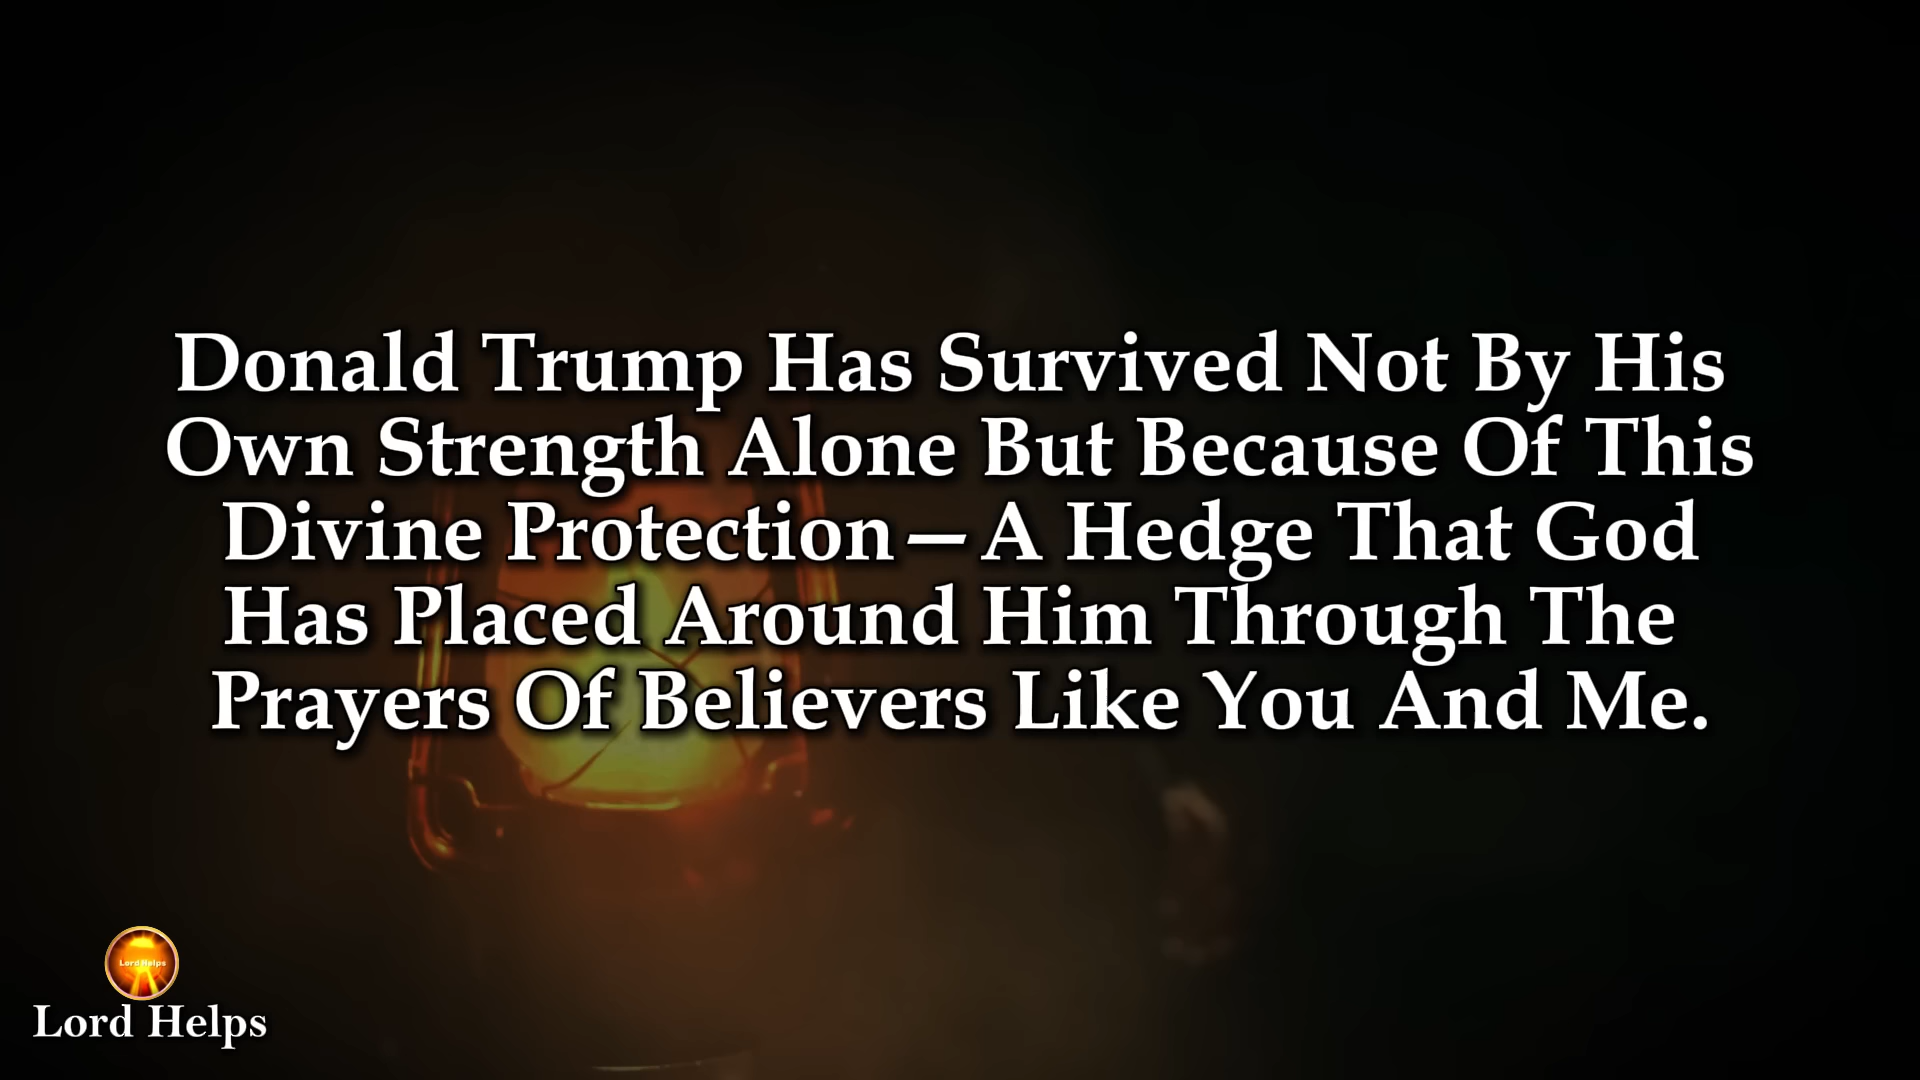 Donald Trump Has Survived Not By His
Own Strength Alone But Because Of This
Divine Protection—A Hedge That God
Has Placed Around Him Through The
Prayers Of Believers Like You And Me.
Lord Helps
Lord Helps